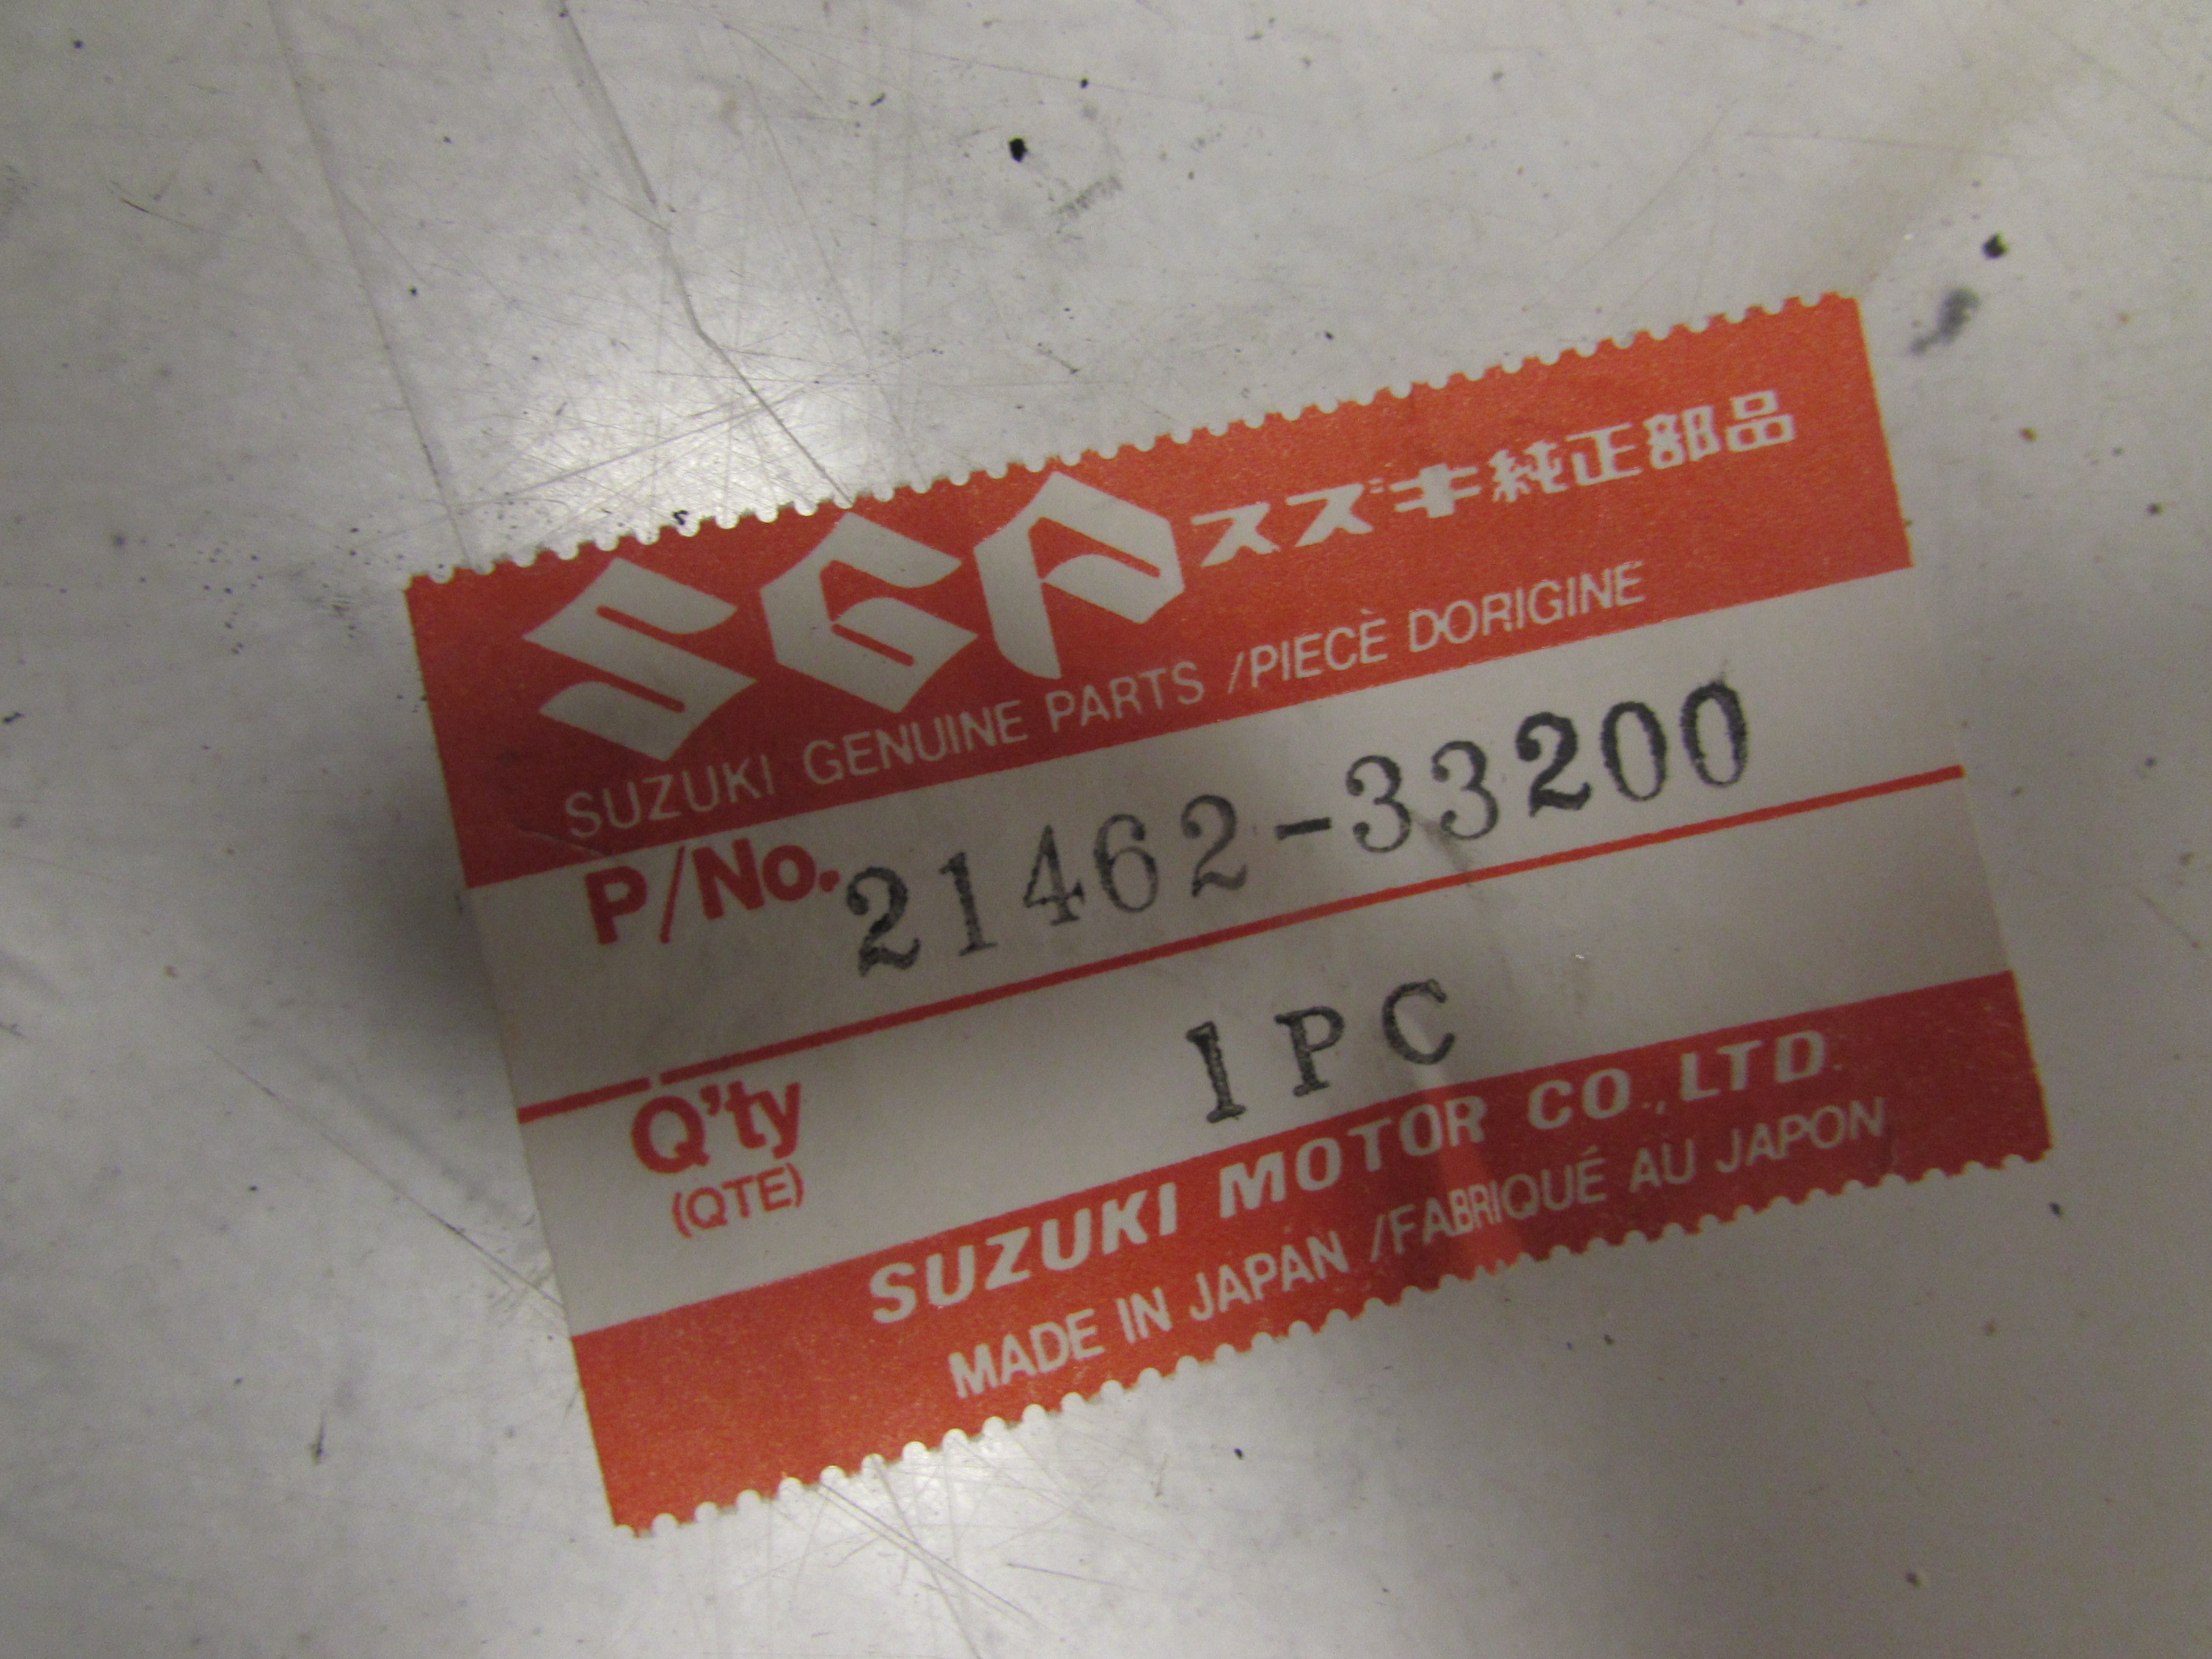 SGP スズキ純正部品
SUZUKI GENUINE PARTS /PIECÈ DORIGINE
P/No. 21462-33200
Q'ty 1PC
(QTE)
SUZUKI MOTOR CO.,LTD.
MADE IN JAPAN /FABRIQUÉ AU JAPON